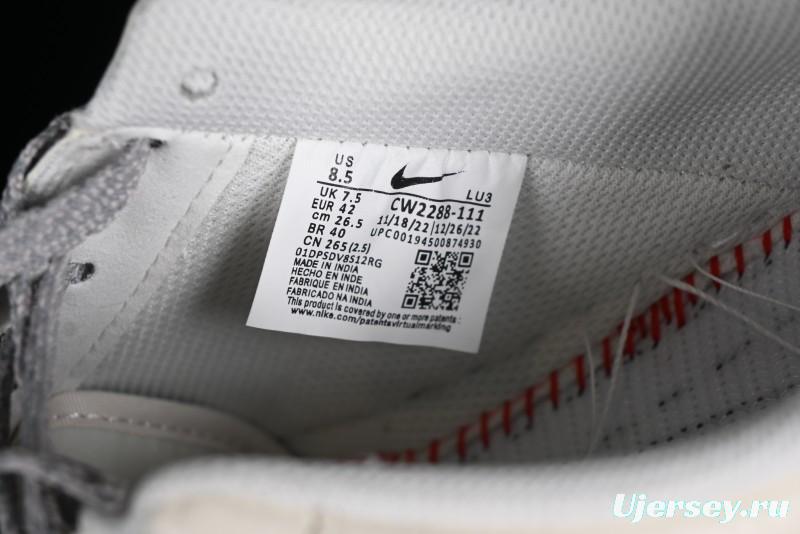 US
8.5
LU3
UK 7.5
CW2288-111
EUR 42
11/18/22 12/26/22
cm 26.5
UPC00194500874930
BR 40
CN 265 (2.5)
01DPSDV8S12RG
MADE IN INDIA
HECHO EN INDE
FABRIQUE EN INDIA
FABRICADO NA INDIA
This product is covered by one or more patents :
www.nike.com/patentsvirtualmarking
Ujersey.ru